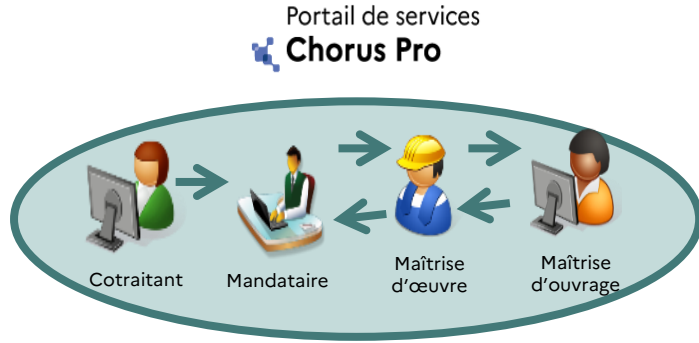 Portail de services
Chorus Pro
Cotraitant
Mandataire
Maîtrise
d'œuvre
Maîtrise
d'ouvrage